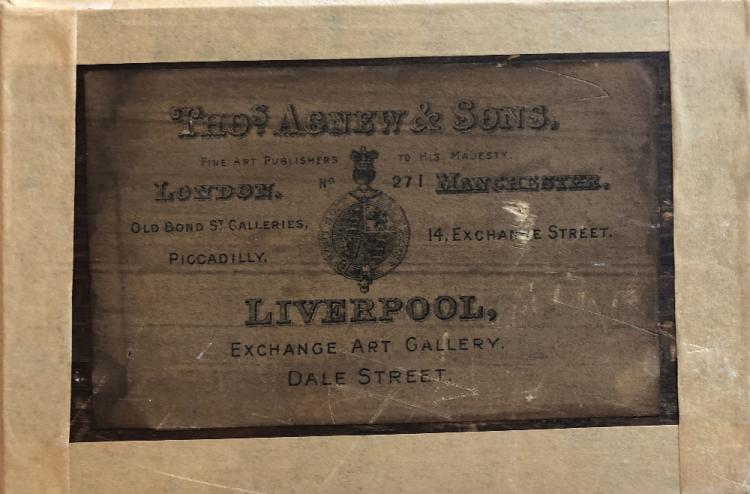 THOS AGNEW & SONS.
FINE ART PUBLISHERS TO HIS MAJESTY.
LONDON. No 271 MANCHESTER.
OLD BOND ST GALLERIES, 14, EXCHANGE STREET.
PICCADILLY.
LIVERPOOL,
EXCHANGE ART GALLERY.
DALE STREET.